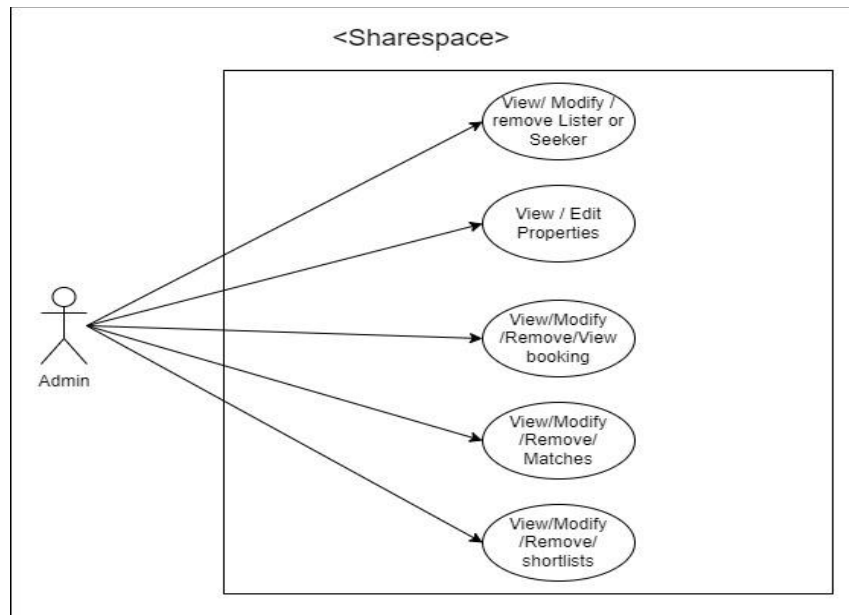 <Sharespace>
View/ Modify /
remove Lister or
Seeker
View / Edit
Properties
View/Modify
/Remove/View
booking
Admin
View/Modify
/Remove/
Matches
View/Modify
/Remove/
shortlists